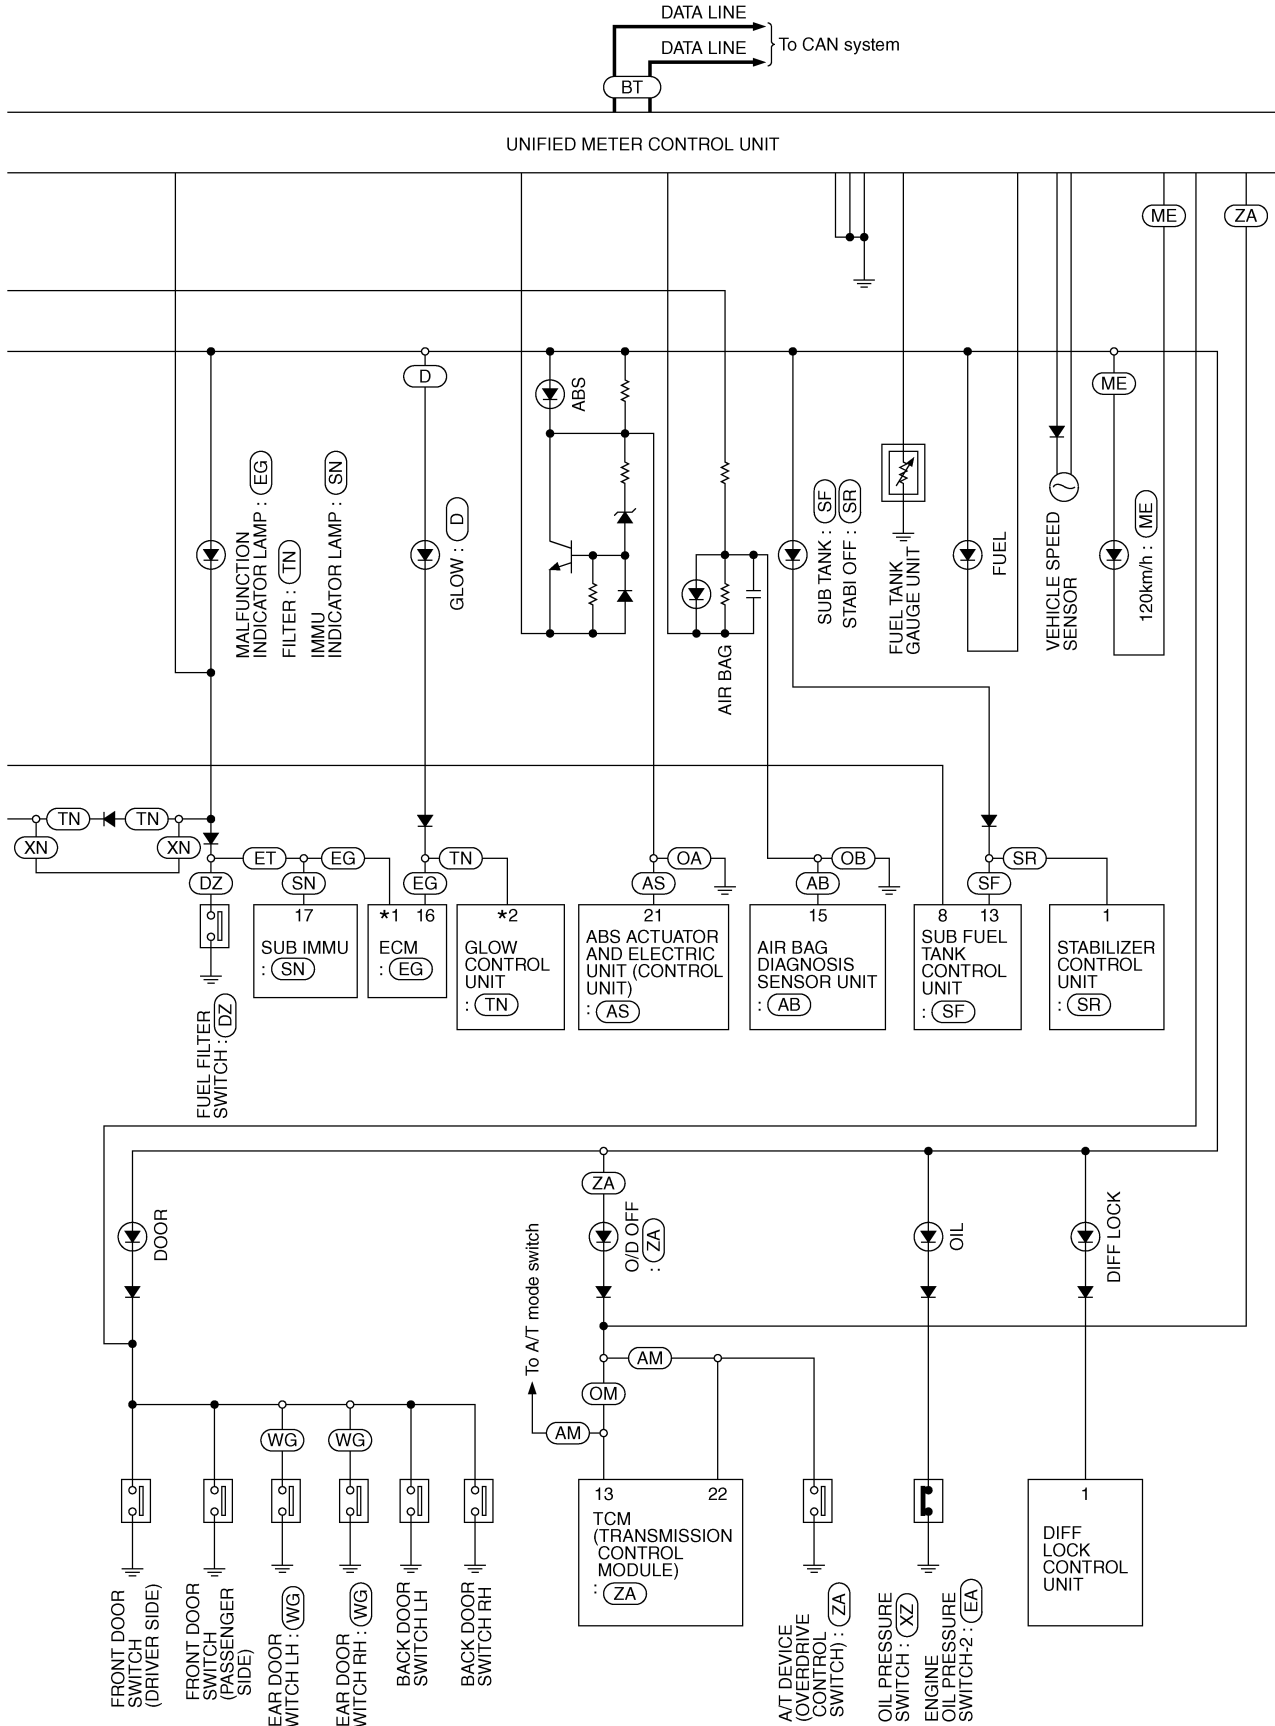 DATA LINE
DATA LINE
To CAN system
BT
UNIFIED METER CONTROL UNIT
ME
ZA
D
ABS
ME
MALFUNCTION
INDICATOR LAMP : EG
FILTER : TN
IMMU
INDICATOR LAMP : SN
GLOW : D
AIR BAG
SUB TANK : SF
STABI OFF : SR
FUEL TANK
GAUGE UNIT
FUEL
VEHICLE SPEED
SENSOR
120km/h : ME
TN
TN
XN
XN
ET
EG
TN
OA
OB
SR
DZ
SN
EG
AS
AB
SF
17
*1
16
*2
21
15
8
13
1
SUB IMMU
: SN
ECM
: EG
GLOW
CONTROL
UNIT
: TN
ABS ACTUATOR
AND ELECTRIC
UNIT (CONTROL
UNIT)
: AS
AIR BAG
DIAGNOSIS
SENSOR UNIT
: AB
SUB FUEL
TANK
CONTROL
UNIT
: SF
STABILIZER
CONTROL
UNIT
: SR
FUEL FILTER
SWITCH : DZ
ZA
DOOR
O/D OFF
: ZA
OIL
DIFF LOCK
To A/T mode switch
AM
OM
AM
WG
WG
13
22
TCM
(TRANSMISSION
CONTROL
MODULE)
: ZA
1
DIFF
LOCK
CONTROL
UNIT
FRONT DOOR
SWITCH
(DRIVER SIDE)
FRONT DOOR
SWITCH
(PASSENGER
SIDE)
EAR DOOR
WITCH LH : WG
EAR DOOR
WITCH RH : WG
BACK DOOR
SWITCH LH
BACK DOOR
SWITCH RH
A/T DEVICE
(OVERDRIVE
CONTROL
SWITCH) : ZA
OIL PRESSURE
SWITCH : XZ
ENGINE
OIL PRESSURE
SWITCH-2 : EA